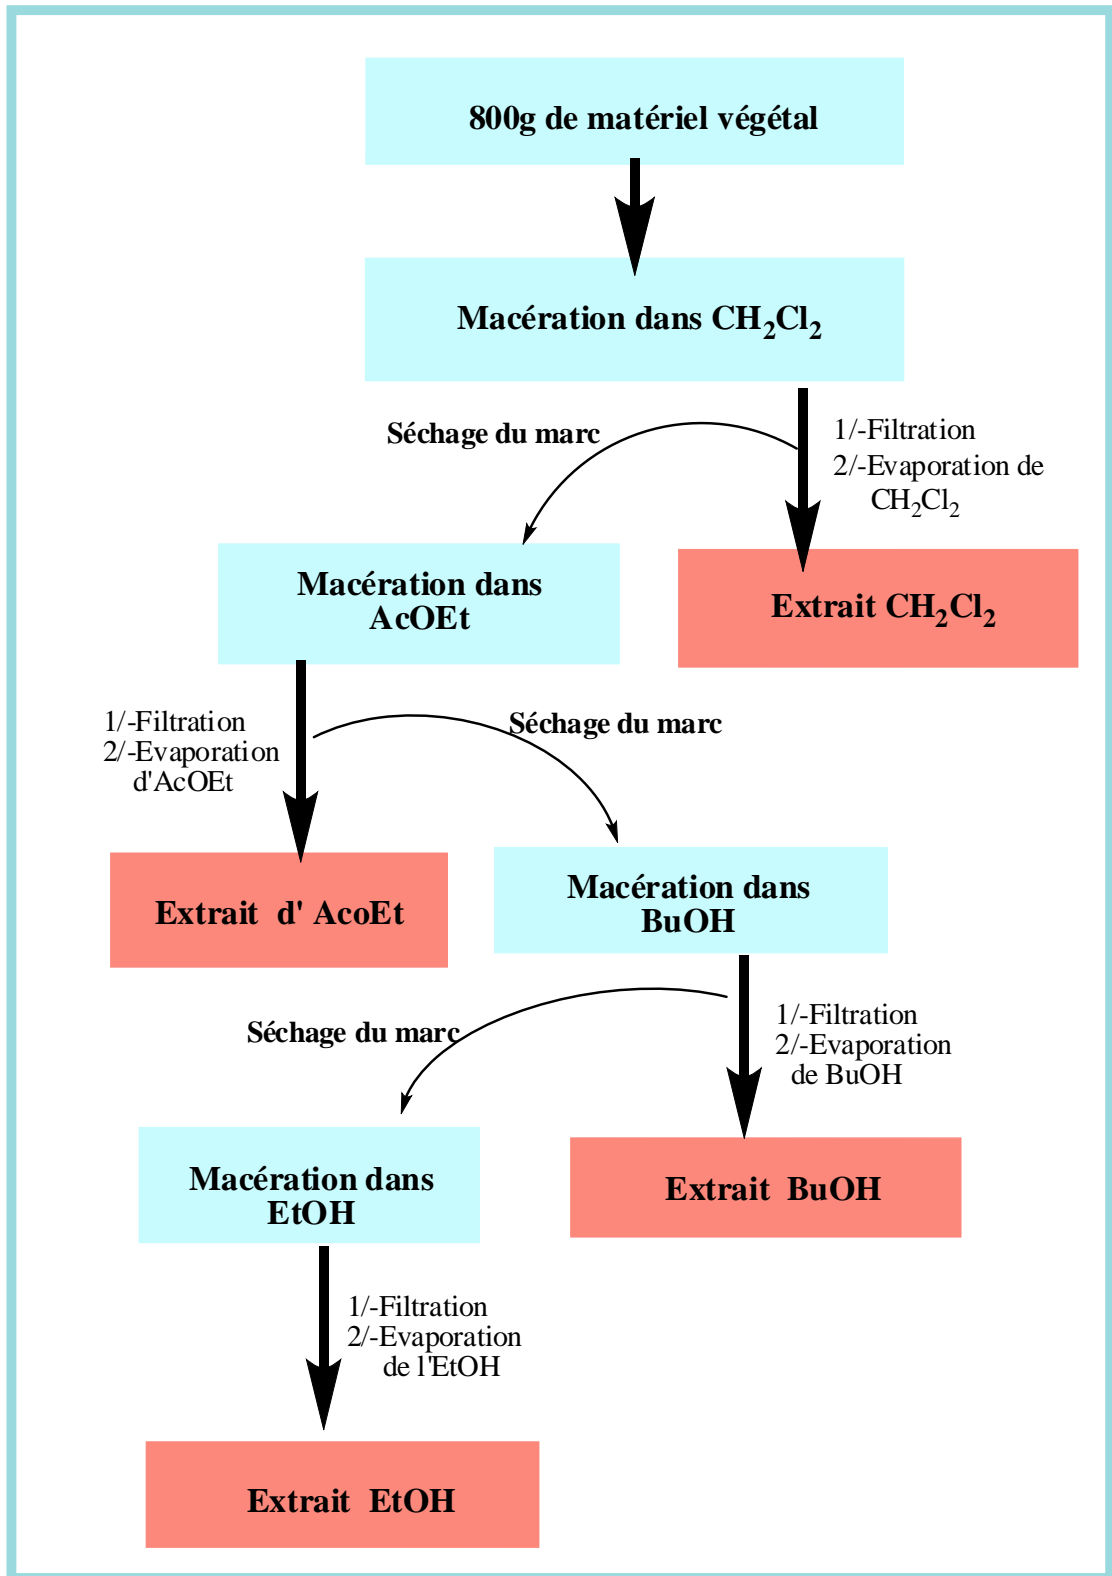 800g de matériel végétal
Macération dans CH₂Cl₂
Séchage du marc
1/-Filtration
2/-Evaporation de
CH₂Cl₂
Macération dans
AcOEt
Extrait CH₂Cl₂
1/-Filtration
2/-Evaporation
d'AcOEt
Séchage du marc
Extrait d' AcoEt
Macération dans
BuOH
Séchage du marc
1/-Filtration
2/-Evaporation
de BuOH
Macération dans
EtOH
Extrait BuOH
1/-Filtration
2/-Evaporation
de l'EtOH
Extrait EtOH